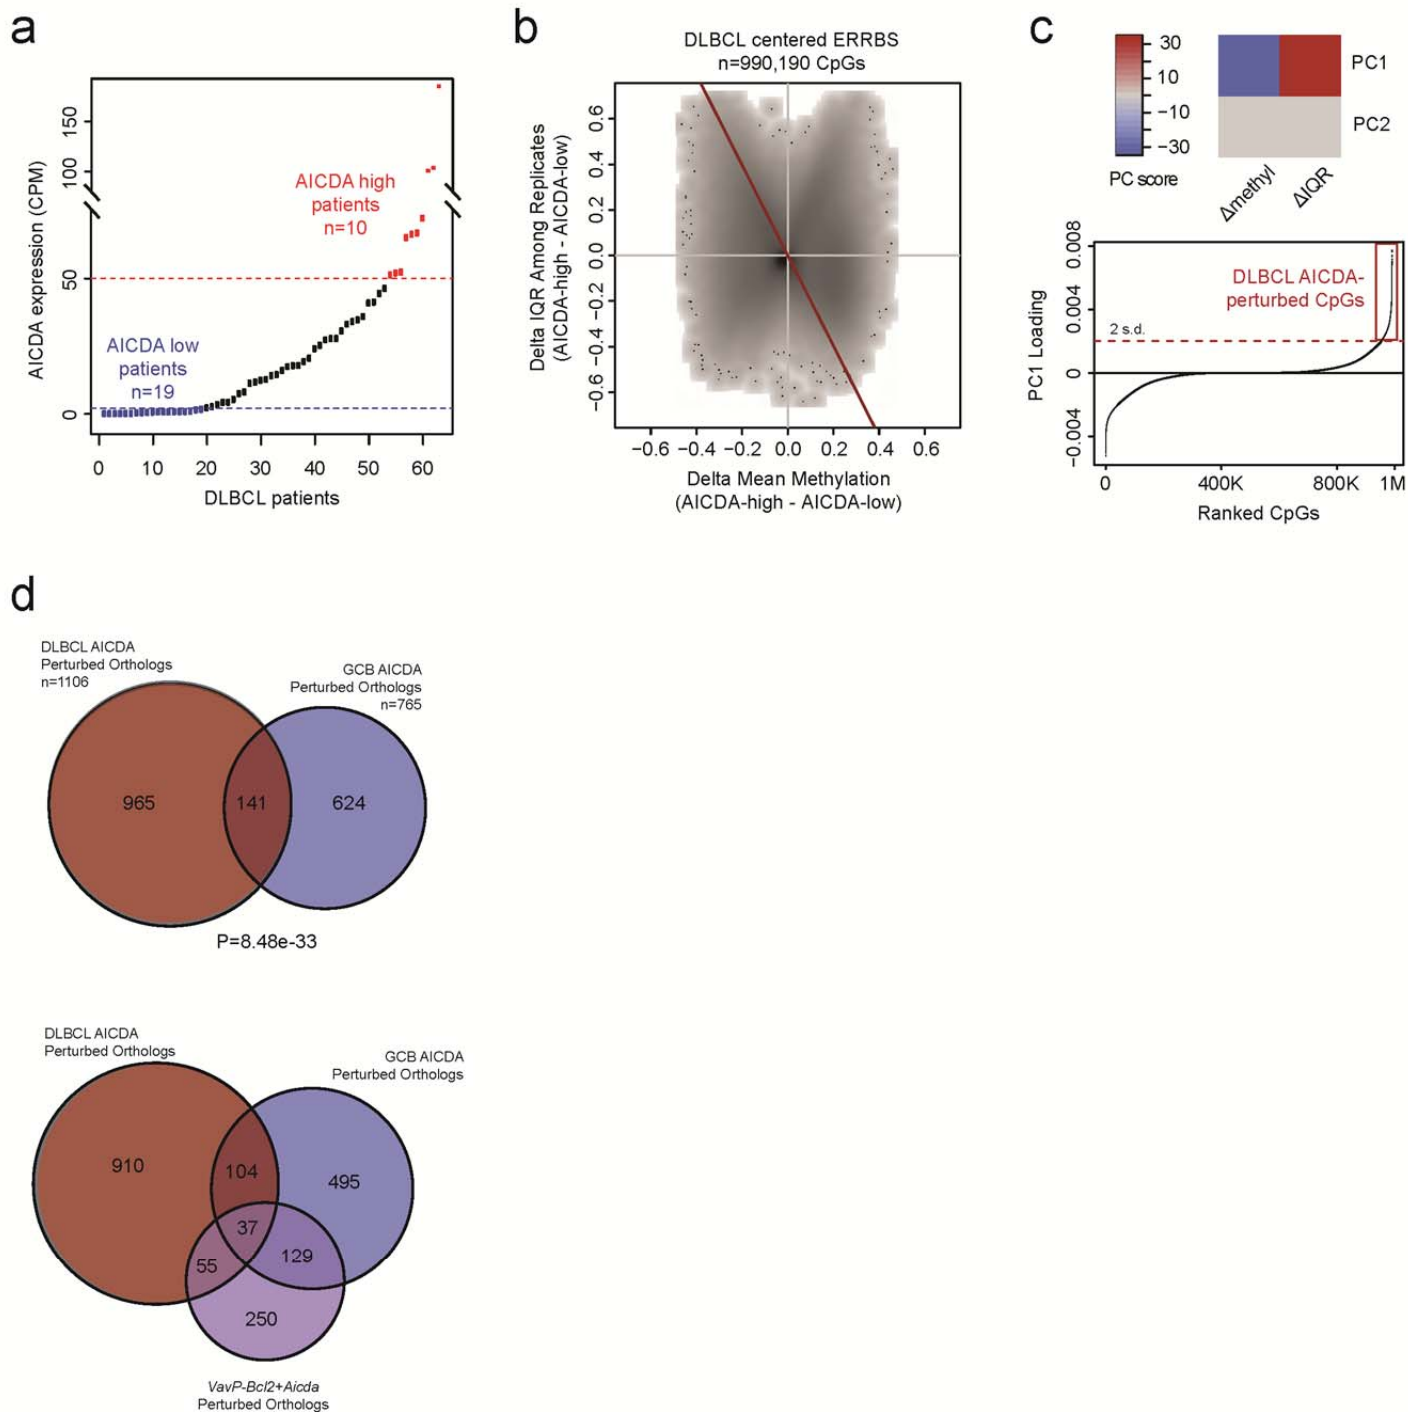 a
AICDA expression (CPM)
150
100
50
0
AICDA high
patients
n=10
AICDA low
patients
n=19
0 10 20 30 40 50 60
DLBCL patients
b
DLBCL centered ERRBS
n=990,190 CpGs
Delta IQR Among Replicates
(AICDA-high - AICDA-low)
0.6
0.4
0.2
0.0
−0.2
−0.4
−0.6
−0.6 −0.4 −0.2 0.0 0.2 0.4 0.6
Delta Mean Methylation
(AICDA-high - AICDA-low)
c
30
10
−10
−30
PC score
PC1
PC2
Δmethyl
ΔIQR
PC1 Loading
0.008
0.004
0
−0.004
DLBCL AICDA-
perturbed CpGs
2 s.d.
0 400K 800K 1M
Ranked CpGs
d
DLBCL AICDA
Perturbed Orthologs
n=1106
GCB AICDA
Perturbed Orthologs
n=765
965 141 624
P=8.48e-33
DLBCL AICDA
Perturbed Orthologs
GCB AICDA
Perturbed Orthologs
910
104
495
37
55
129
250
VavP-Bcl2+Aicda
Perturbed Orthologs